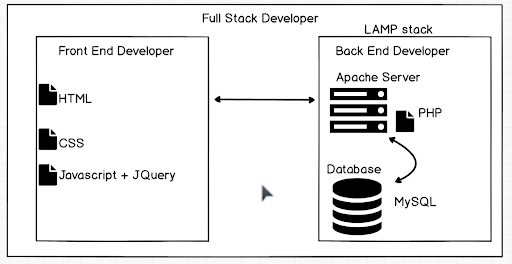 Full Stack Developer
LAMP stack
Front End Developer
HTML
CSS
Javascript + JQuery
Back End Developer
Apache Server
PHP
Database
MySQL